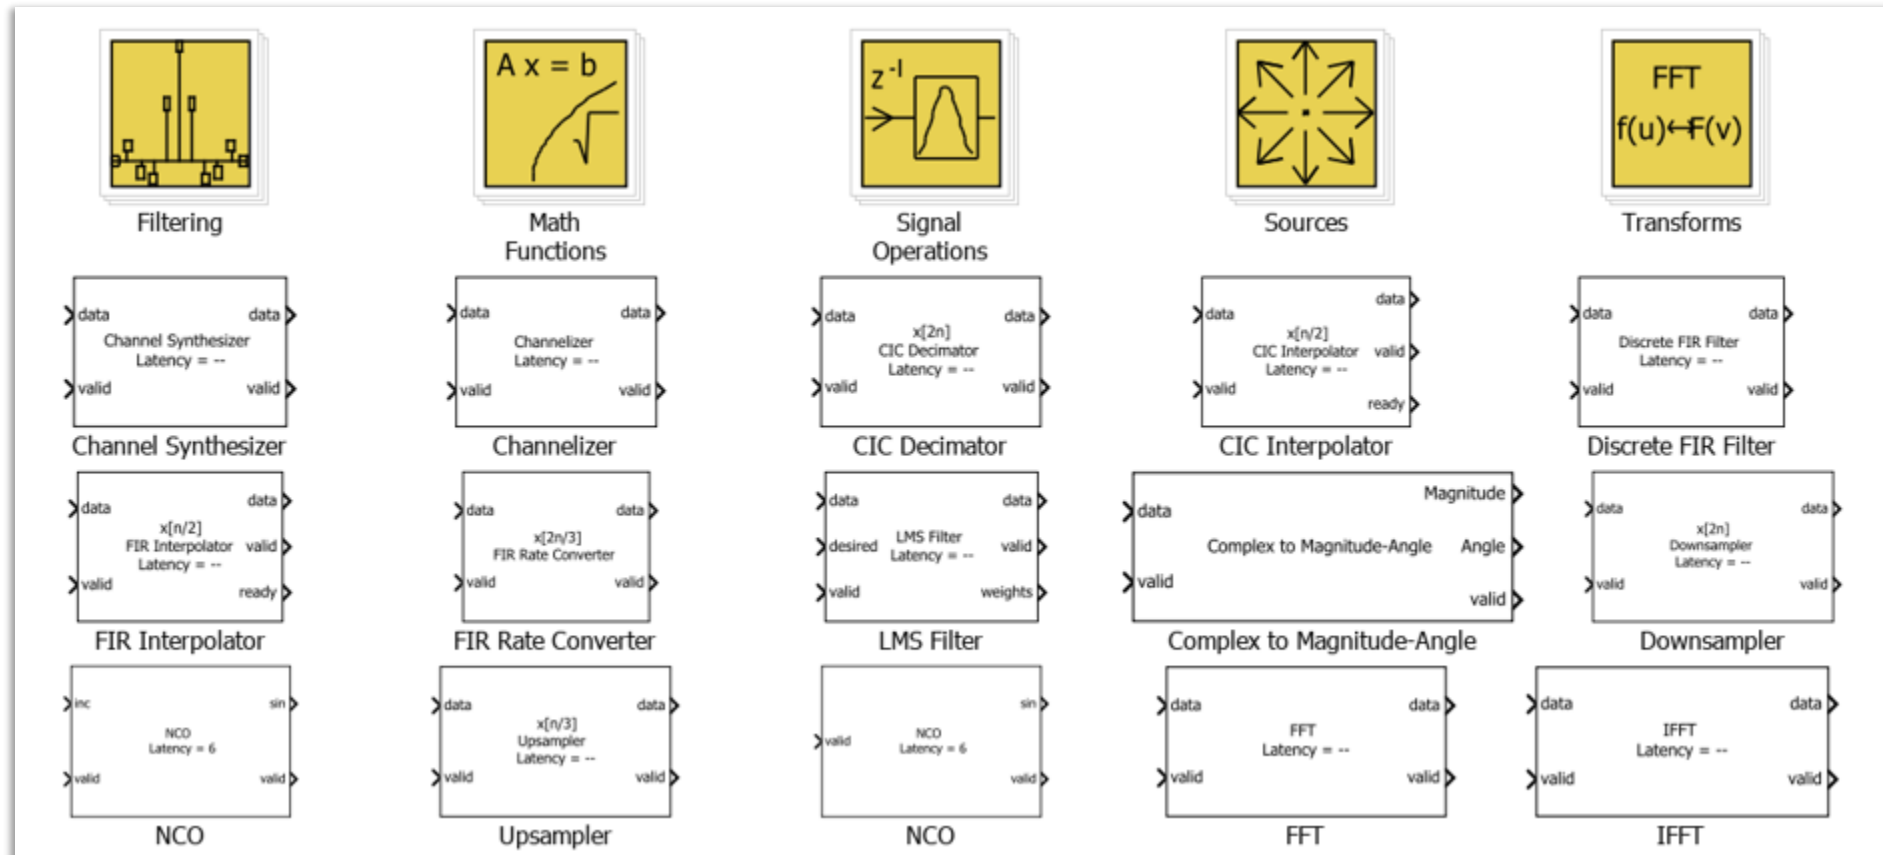 A x = b
√
z⁻¹
FFT
f(u)↔F(v)
Filtering
Math
Functions
Signal
Operations
Sources
Transforms
data
data
Channel Synthesizer
Latency = --
valid
valid
Channel Synthesizer
data
data
Channelizer
Latency = --
valid
valid
Channelizer
data
data
x[2n]
CIC Decimator
Latency = --
valid
valid
CIC Decimator
data
data
x[n/2]
CIC Interpolator
valid
Latency = --
valid
ready
CIC Interpolator
data
data
Discrete FIR Filter
Latency = --
valid
valid
Discrete FIR Filter
data
data
x[n/2]
FIR Interpolator
valid
Latency = --
valid
ready
FIR Interpolator
data
data
x[2n/3]
FIR Rate Converter
valid
valid
FIR Rate Converter
data
data
desired
LMS Filter
Latency = --
valid
valid
weights
LMS Filter
data
Magnitude
Complex to Magnitude-Angle
Angle
valid
valid
Complex to Magnitude-Angle
data
data
x[2n]
Downsampler
Latency = --
valid
valid
Downsampler
inc
sin
NCO
Latency = 6
valid
valid
NCO
data
data
x[n/3]
Upsampler
Latency = --
valid
valid
Upsampler
sin
valid
NCO
Latency = 6
valid
NCO
data
data
FFT
Latency = --
valid
valid
FFT
data
data
IFFT
Latency = --
valid
valid
IFFT